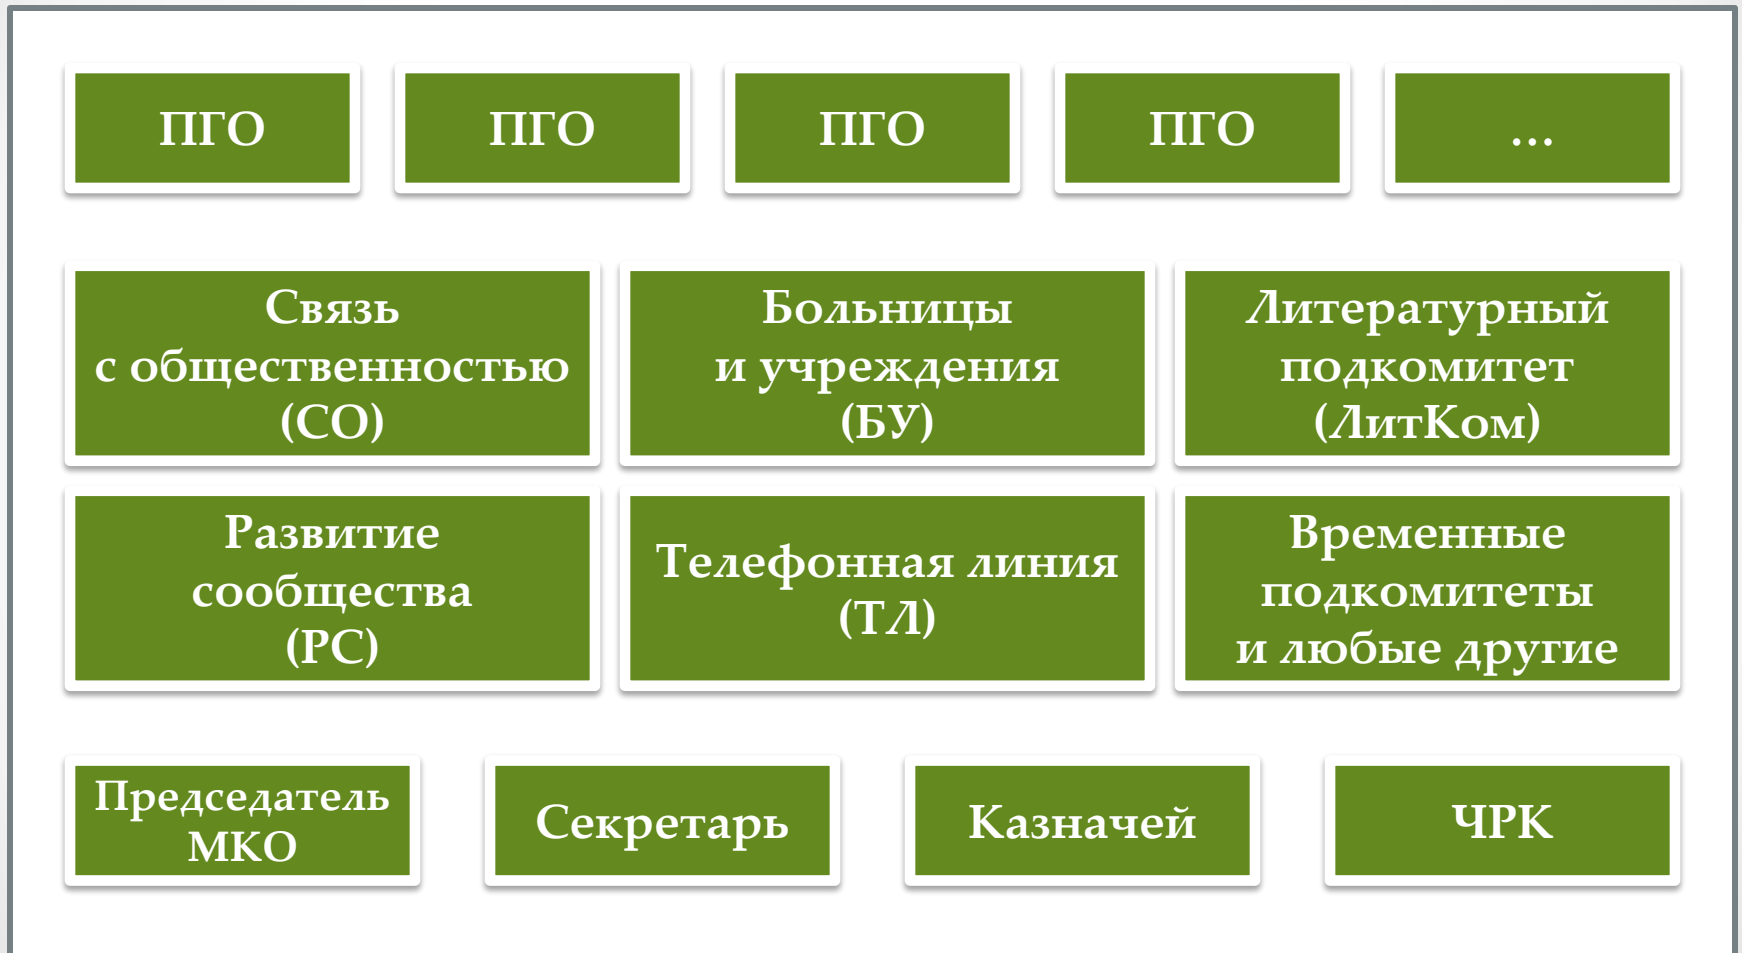 ПГО
ПГО
ПГО
ПГО
...
Связь
с общественностью
(СО)
Больницы
и учреждения
(БУ)
Литературный
подкомитет
(ЛитКом)
Развитие
сообщества
(РС)
Телефонная линия
(ТЛ)
Временные
подкомитеты
и любые другие
Председатель
МКО
Секретарь
Казначей
ЧРК